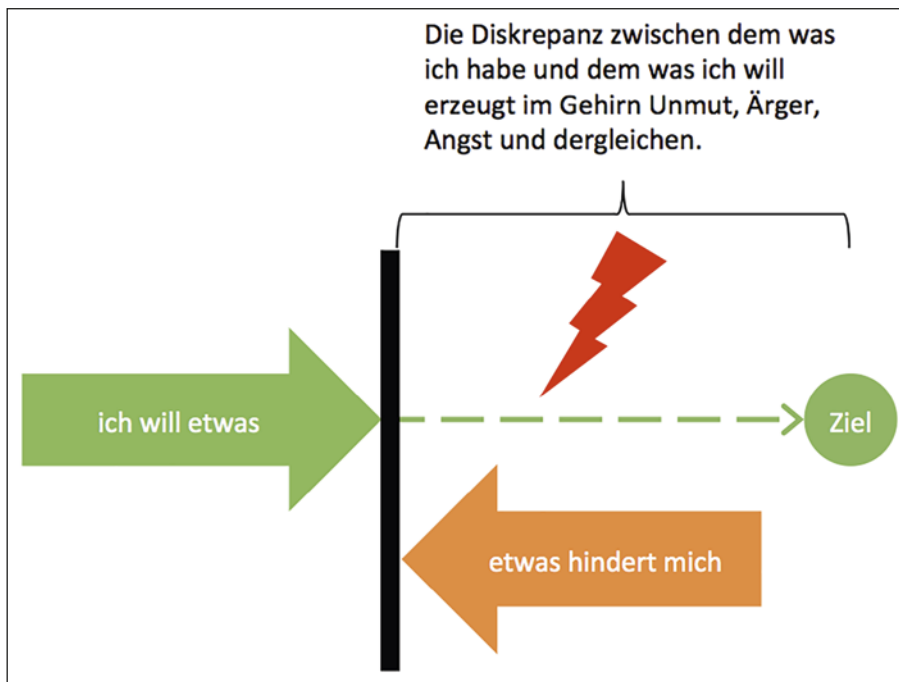 Die Diskrepanz zwischen dem was
ich habe und dem was ich will
erzeugt im Gehirn Unmut, Ärger,
Angst und dergleichen.
ich will etwas
Ziel
etwas hindert mich